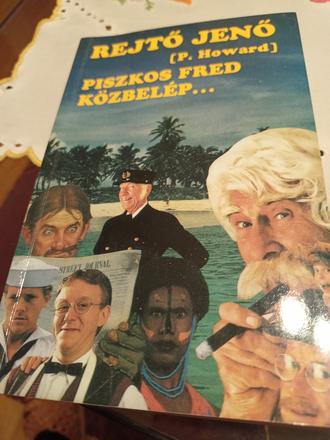 REJTŐ JENŐ
[P. Howard]
PISZKOS FRED
KÖZBELÉP...
STREET JOURNAL